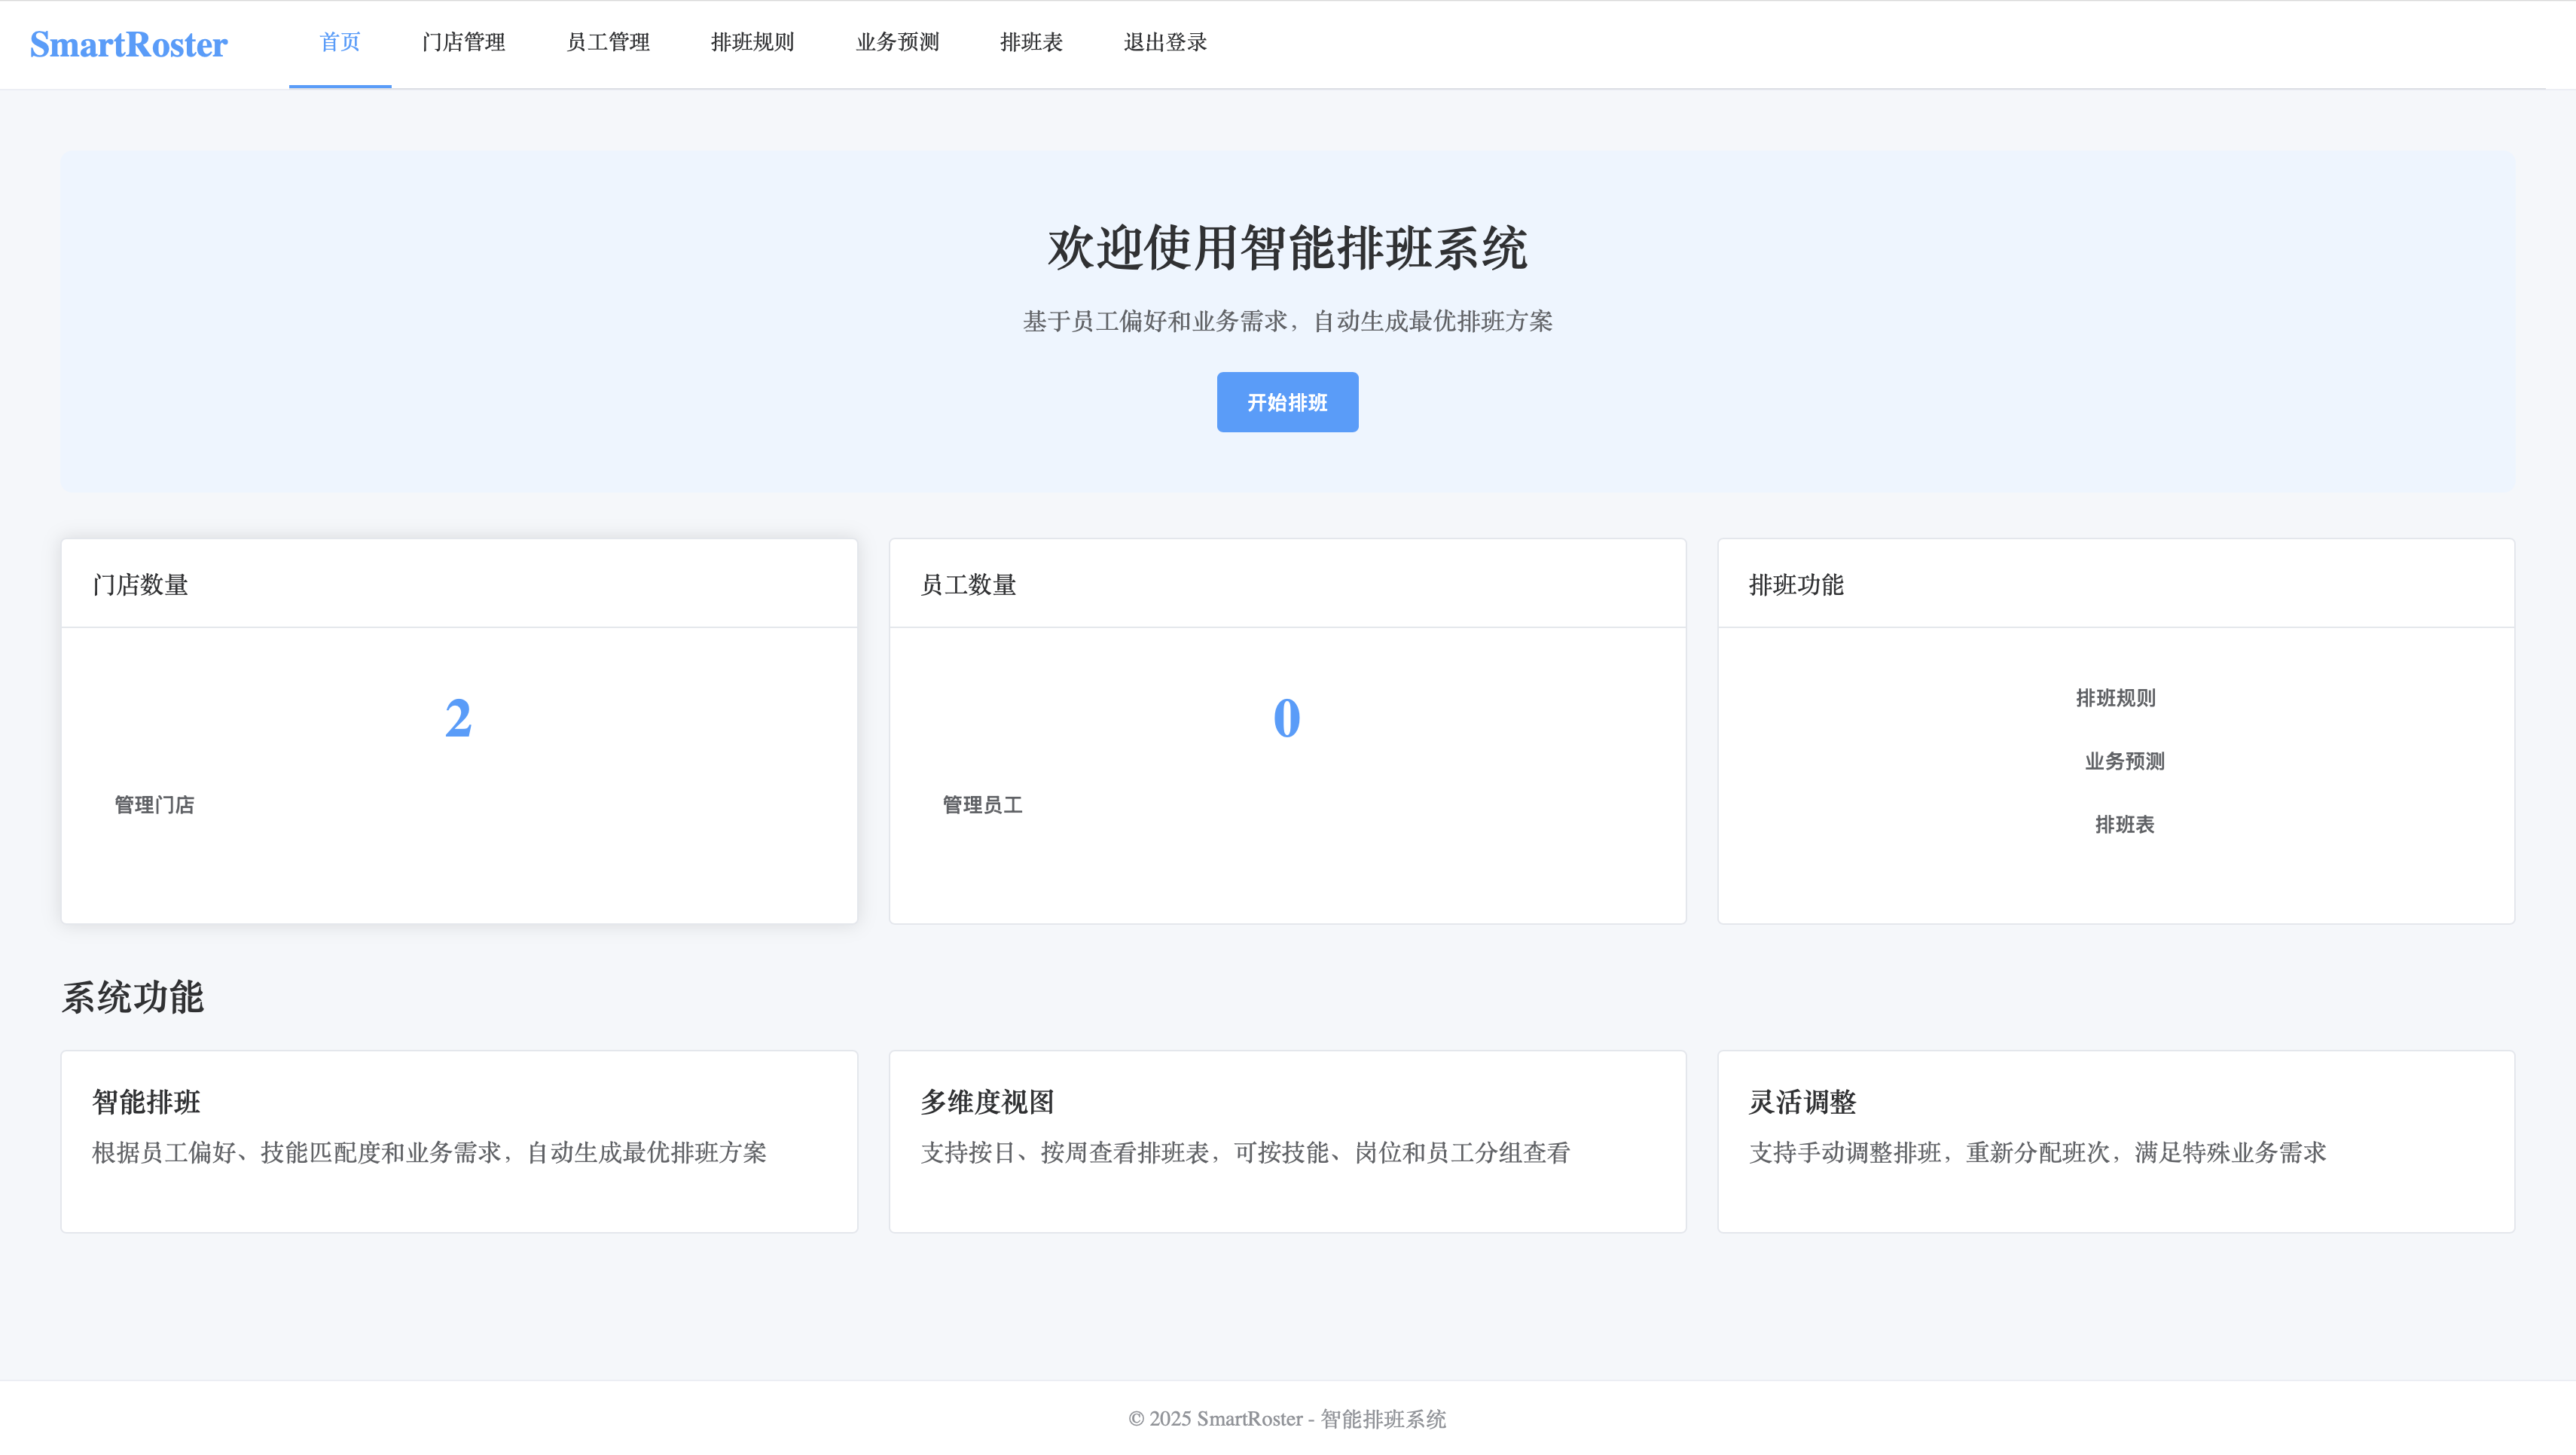 SmartRoster
首页 门店管理 员工管理 排班规则 业务预测 排班表 退出登录
欢迎使用智能排班系统
基于员工偏好和业务需求，自动生成最优排班方案
开始排班
门店数量
2
管理门店
员工数量
0
管理员工
排班功能
排班规则
业务预测
排班表
系统功能
智能排班
根据员工偏好、技能匹配度和业务需求，自动生成最优排班方案
多维度视图
支持按日、按周查看排班表，可按技能、岗位和员工分组查看
灵活调整
支持手动调整排班，重新分配班次，满足特殊业务需求
© 2025 SmartRoster - 智能排班系统